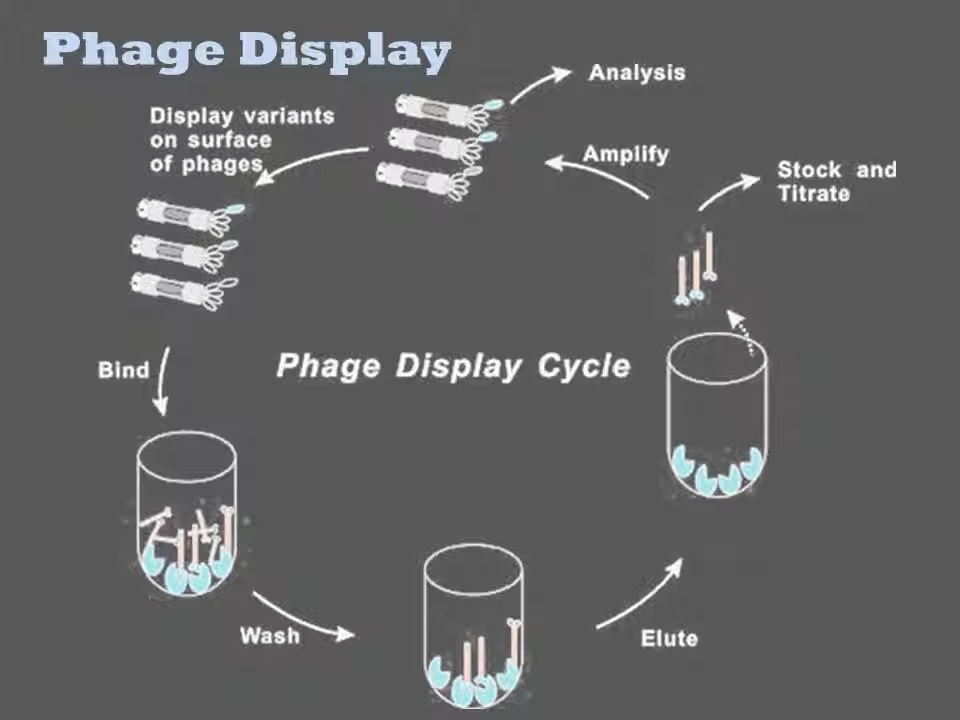 Phage Display
Analysis
Display variants
on surface
of phages
Amplify
Stock and
Titrate
Bind
Phage Display Cycle
Wash
Elute